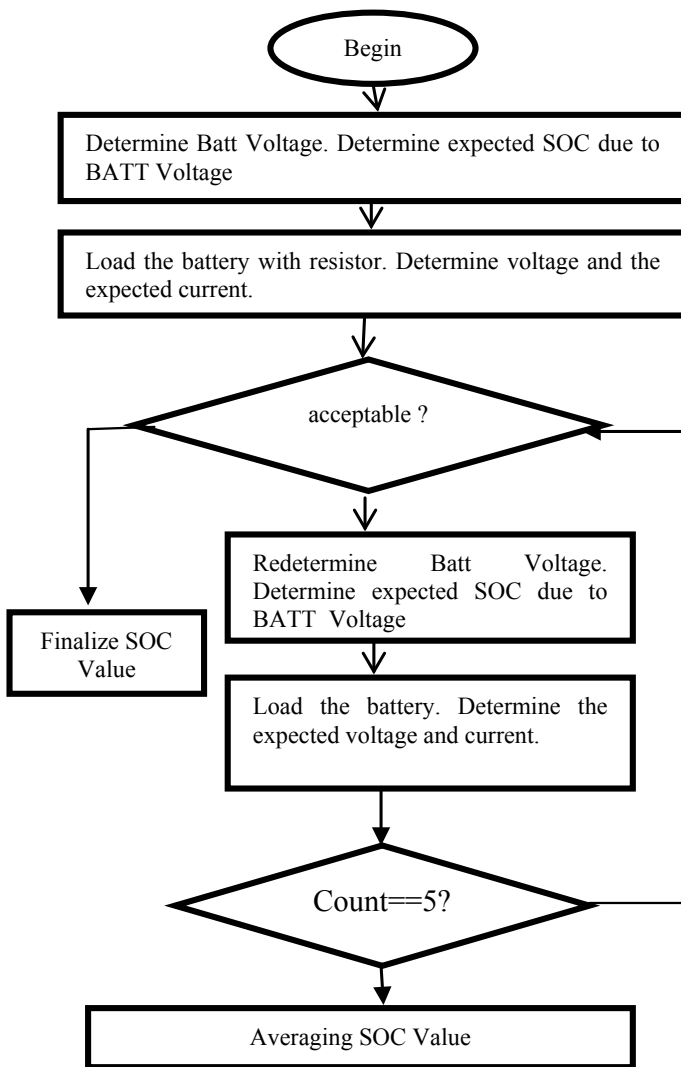 Begin
Determine Batt Voltage. Determine expected SOC due to
BATT Voltage
Load the battery with resistor. Determine voltage and the
expected current.
acceptable ?
Redetermine Batt Voltage.
Determine expected SOC due to
BATT Voltage
Finalize SOC
Value
Load the battery. Determine the
expected voltage and current.
Count==5?
Averaging SOC Value